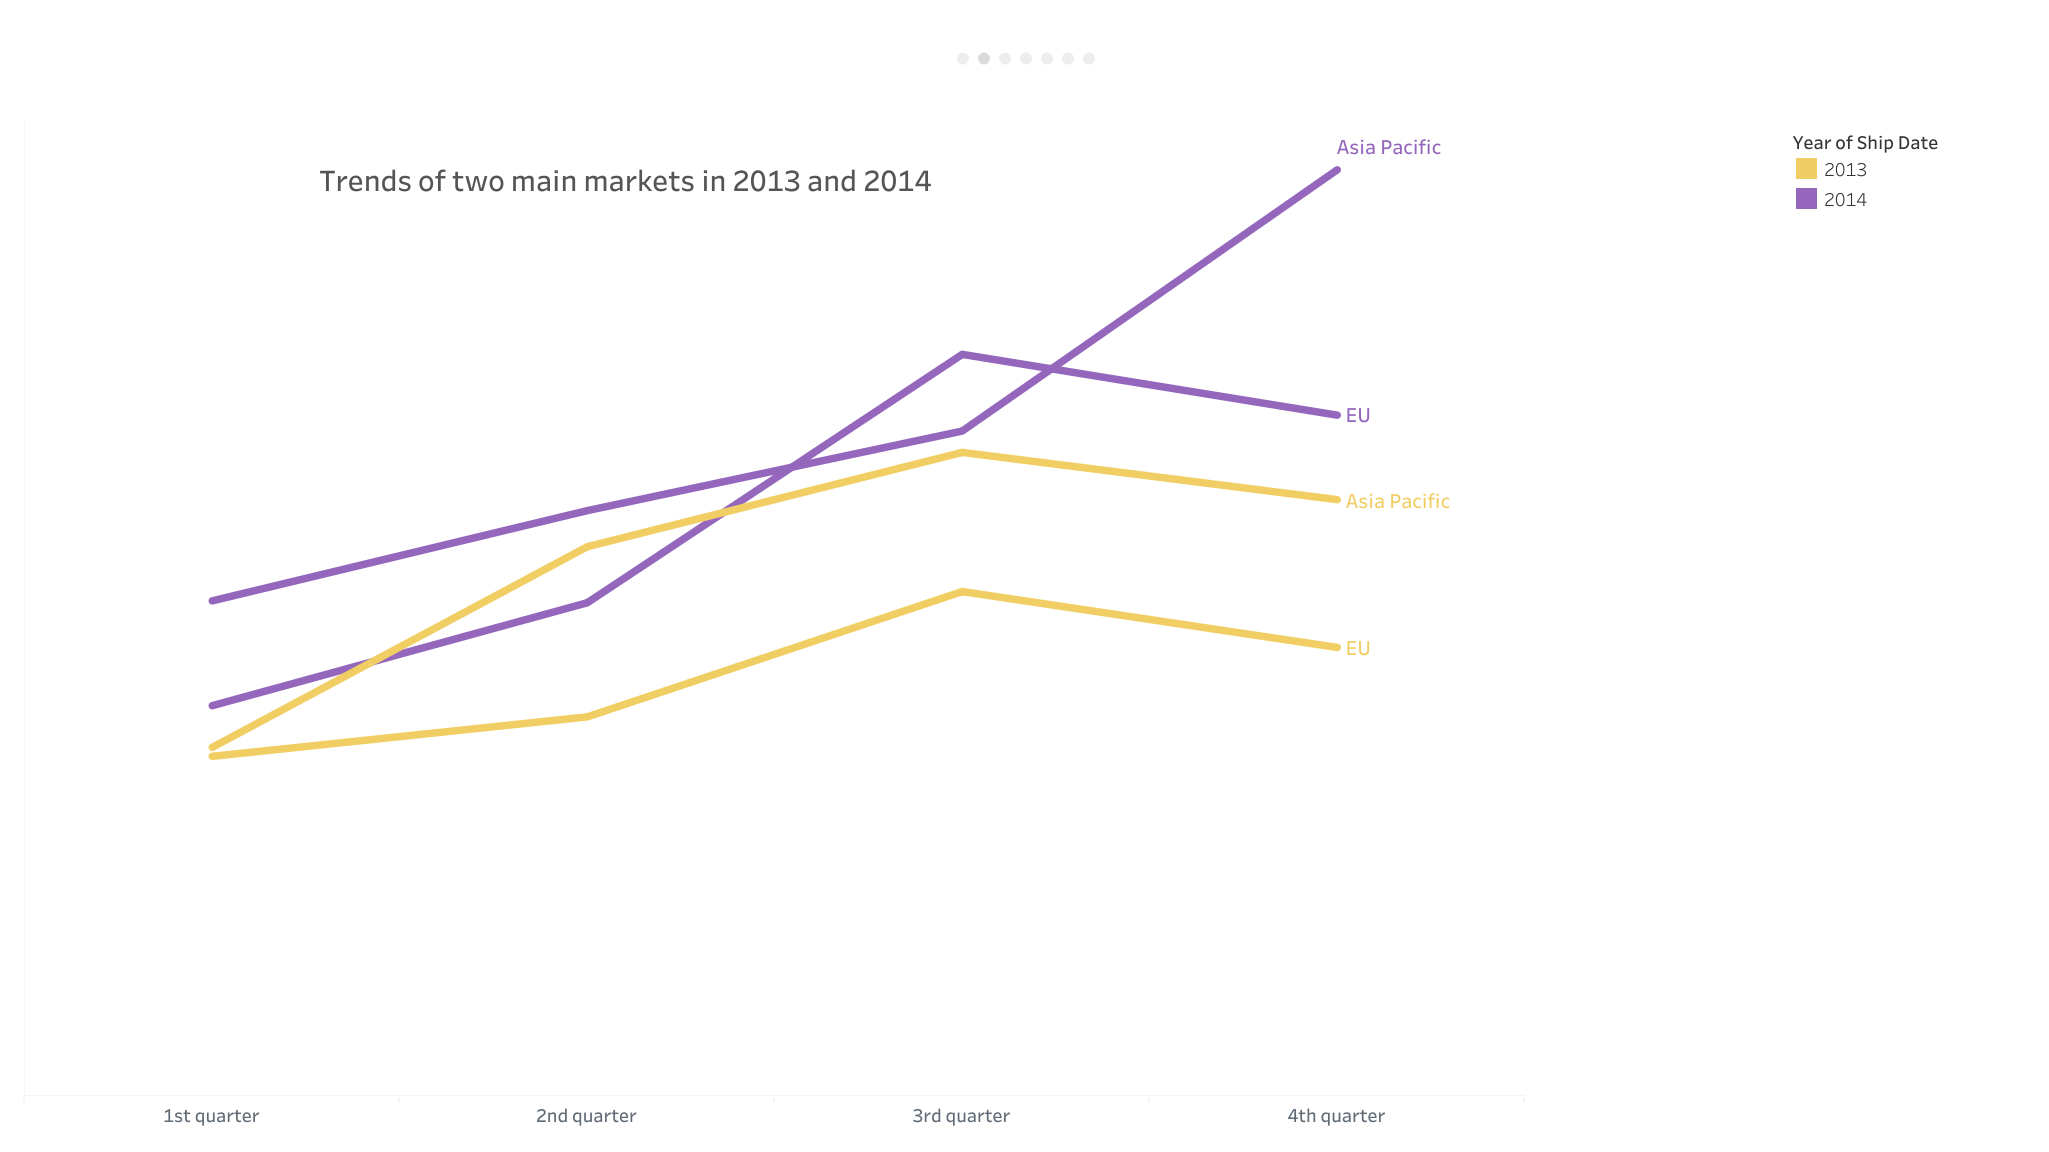 Trends of two main markets in 2013 and 2014
Year of Ship Date
2013
2014
Asia Pacific
EU
Asia Pacific
EU
1st quarter
2nd quarter
3rd quarter
4th quarter